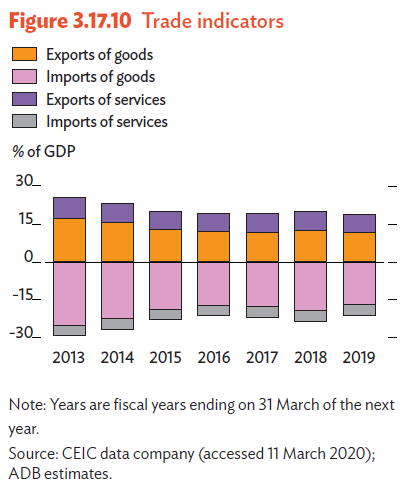 Figure 3.17.10 Trade indicators
Exports of goods
Imports of goods
Exports of services
Imports of services
% of GDP
30
15
0
-15
-30
2013 2014 2015 2016 2017 2018 2019
Note: Years are fiscal years ending on 31 March of the next
year.
Source: CEIC data company (accessed 11 March 2020);
ADB estimates.